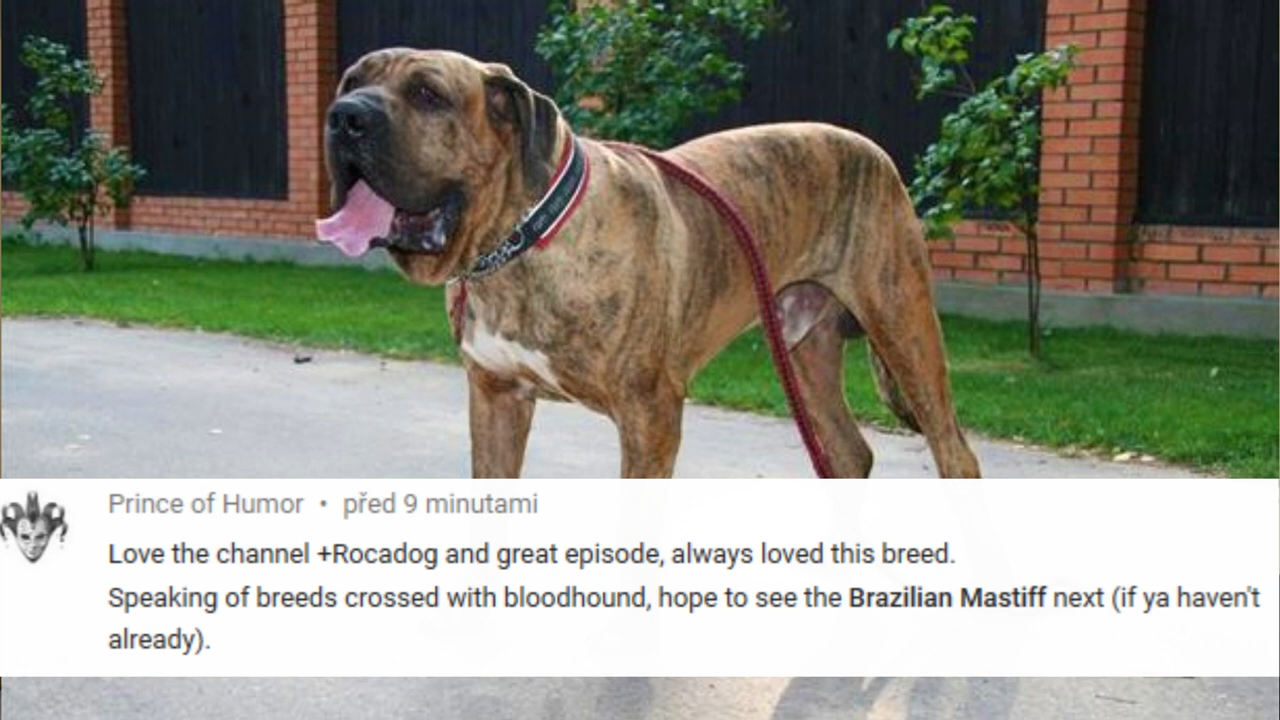 Prince of Humor • před 9 minutami
Love the channel +Rocadog and great episode, always loved this breed.
Speaking of breeds crossed with bloodhound, hope to see the Brazilian Mastiff next (if ya haven't
already).